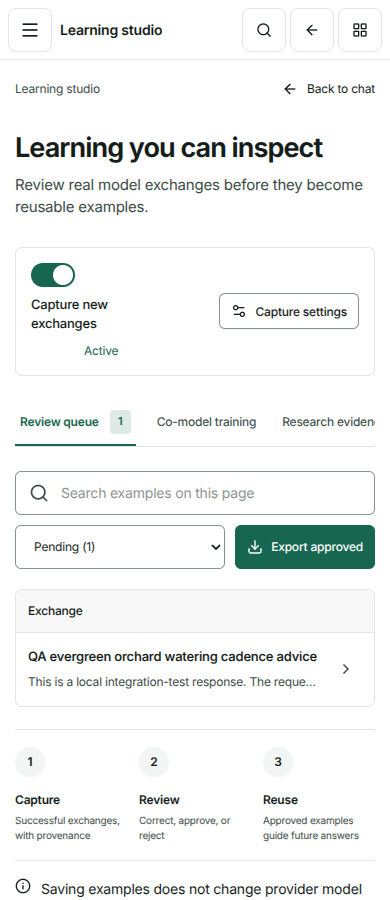 Learning studio
Learning studio
Back to chat
Learning you can inspect
Review real model exchanges before they become
reusable examples.
Capture new
exchanges
Active
Capture settings
Review queue 1 Co-model training Research eviden
Search examples on this page
Pending (1)
Export approved
Exchange
QA evergreen orchard watering cadence advice
This is a local integration-test response. The reque...
1 2 3
Capture Review Reuse
Successful exchanges, Correct, approve, or Approved examples
with provenance reject guide future answers
Saving examples does not change provider model